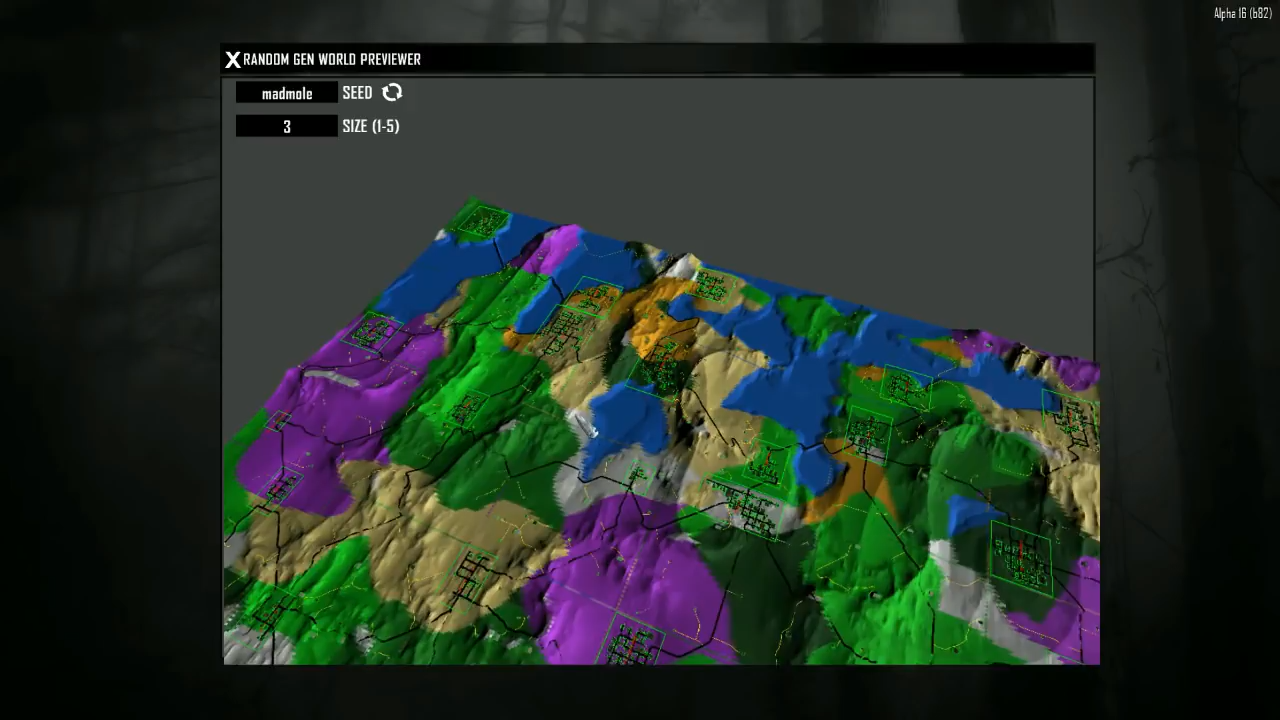 Alpha 16 (b82)
X RANDOM GEN WORLD PREVIEWER
madmole SEED
3 SIZE (1-5)